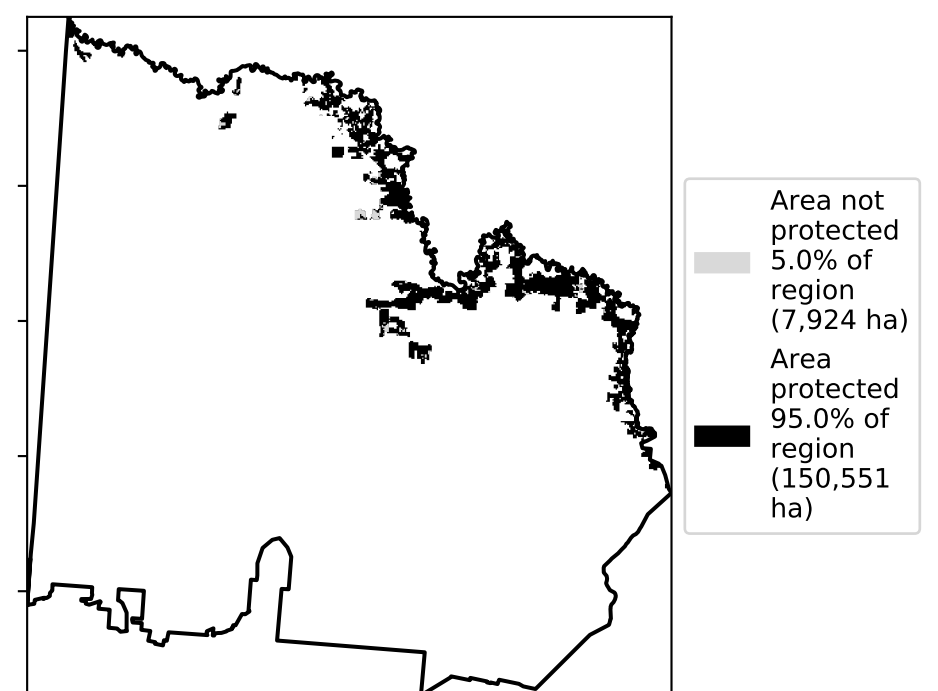 Area not
protected
5.0% of
region
(7,924 ha)
Area
protected
95.0% of
region
(150,551
ha)